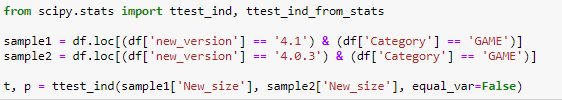 from scipy.stats import ttest_ind, ttest_ind_from_stats
sample1 = df.loc[(df['new_version'] == '4.1') & (df['Category'] == 'GAME')]
sample2 = df.loc[(df['new_version'] == '4.0.3') & (df['Category'] == 'GAME')]
t, p = ttest_ind(sample1['New_size'], sample2['New_size'], equal_var=False)